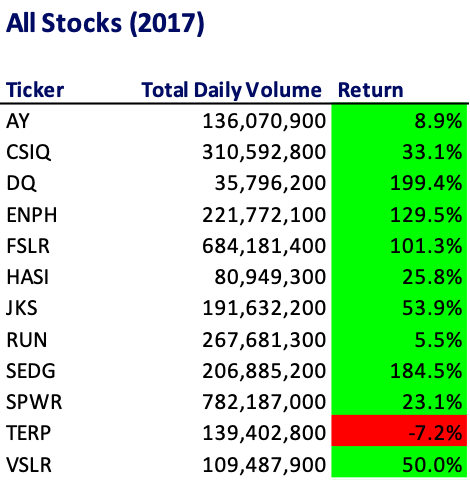 All Stocks (2017)
Ticker Total Daily Volume Return
AY 136,070,900 8.9%
CSIQ 310,592,800 33.1%
DQ 35,796,200 199.4%
ENPH 221,772,100 129.5%
FSLR 684,181,400 101.3%
HASI 80,949,300 25.8%
JKS 191,632,200 53.9%
RUN 267,681,300 5.5%
SEDG 206,885,200 184.5%
SPWR 782,187,000 23.1%
TERP 139,402,800 -7.2%
VSLR 109,487,900 50.0%